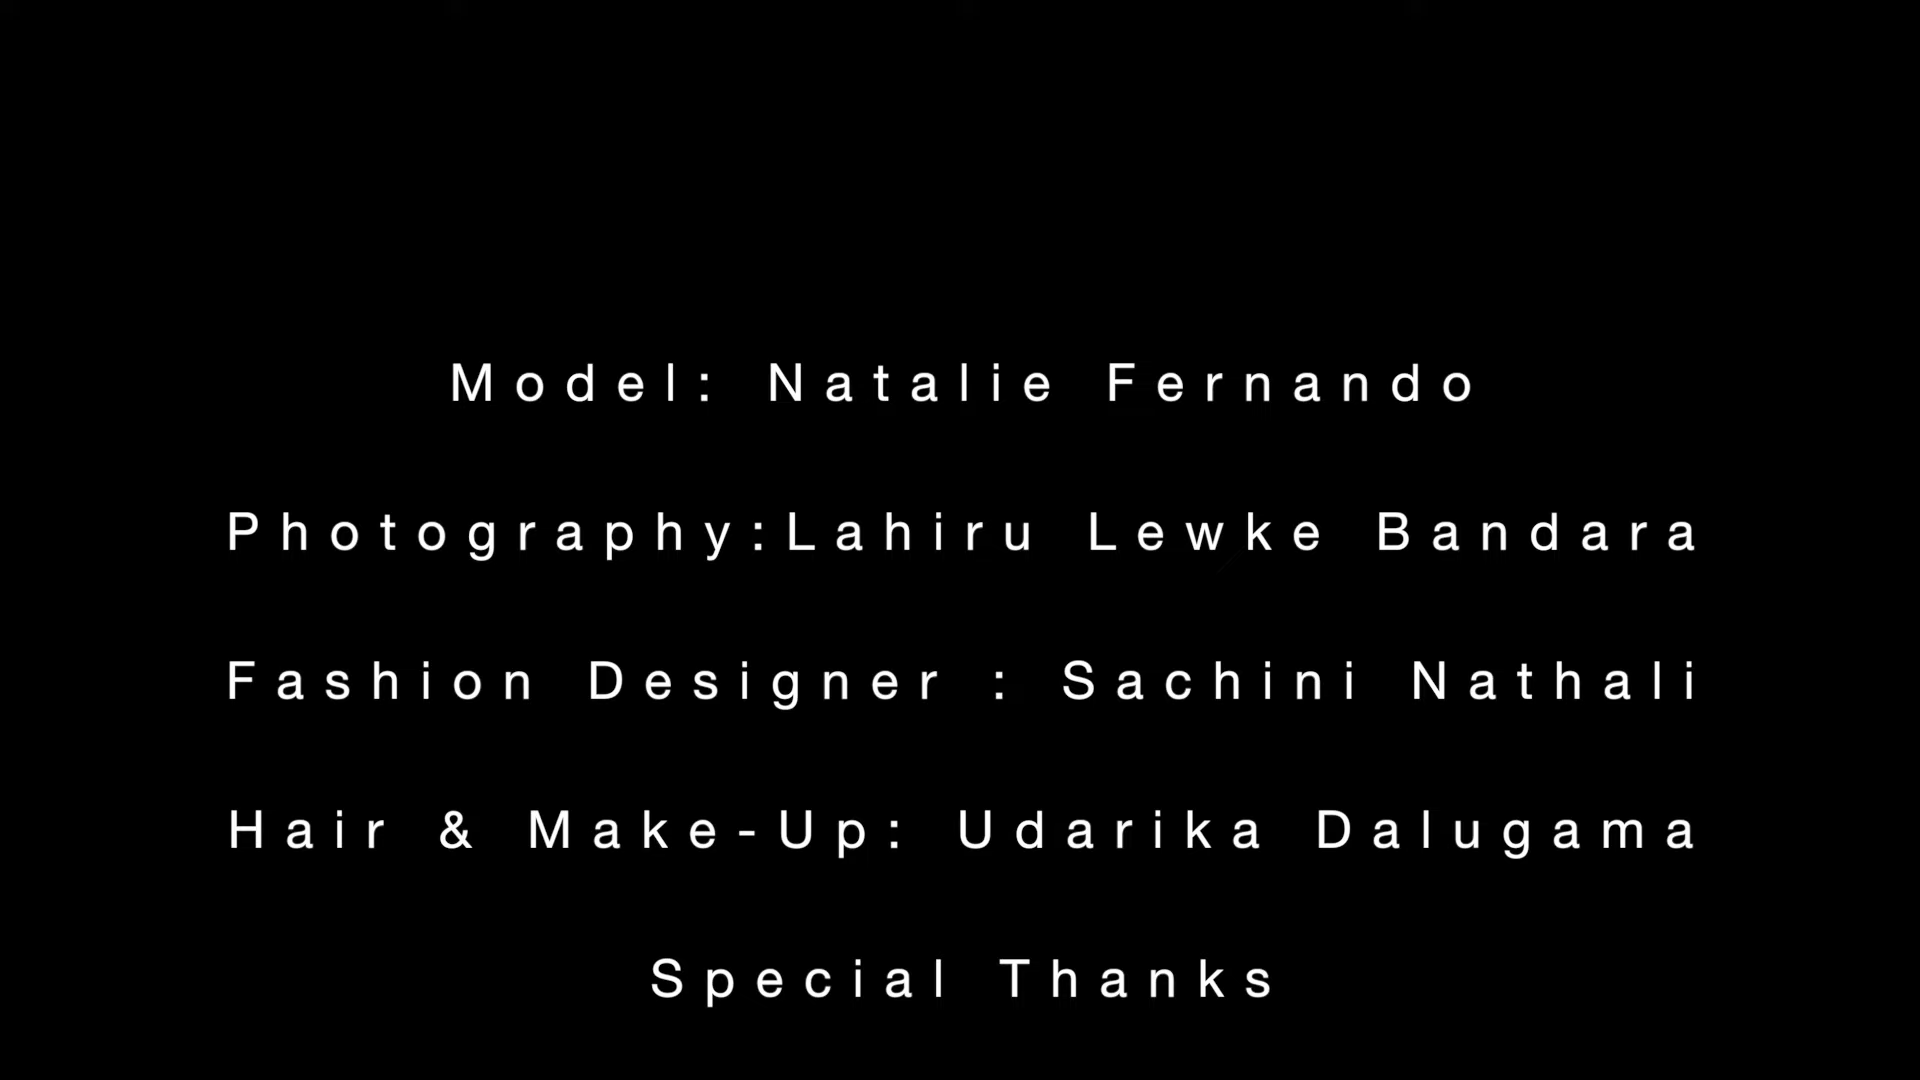 Model: Natalie Fernando
Photography:Lahiru Lewke Bandara
Fashion Designer : Sachini Nathali
Hair & Make-Up: Udarika Dalugama
Special Thanks